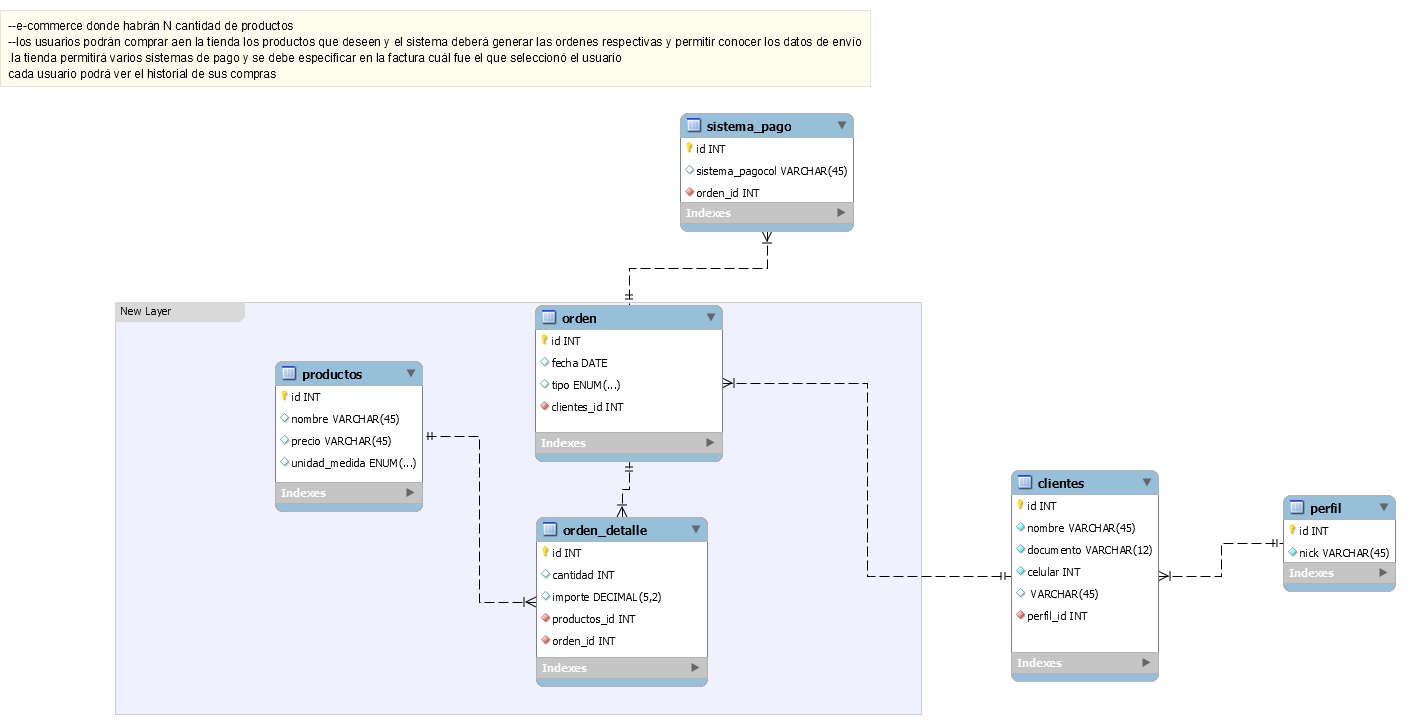 --e-commerce donde habrán N cantidad de productos
--los usuarios podrán comprar aen la tienda los productos que deseen y el sistema deberá generar las ordenes respectivas y permitir conocer los datos de envío
.la tienda permitirá varios sistemas de pago y se debe especificar en la factura cuál fue el que seleccionó el usuario
cada usuario podrá ver el historial de sus compras
sistema_pago
id INT
sistema_pagocol VARCHAR(45)
orden_id INT
Indexes
New Layer
orden
id INT
fecha DATE
tipo ENUM(...)
clientes_id INT
Indexes
productos
id INT
nombre VARCHAR(45)
precio VARCHAR(45)
unidad_medida ENUM(...)
Indexes
orden_detalle
id INT
cantidad INT
importe DECIMAL(5,2)
productos_id INT
orden_id INT
Indexes
clientes
id INT
nombre VARCHAR(45)
documento VARCHAR(12)
celular INT
VARCHAR(45)
perfil_id INT
Indexes
perfil
id INT
nick VARCHAR(45)
Indexes